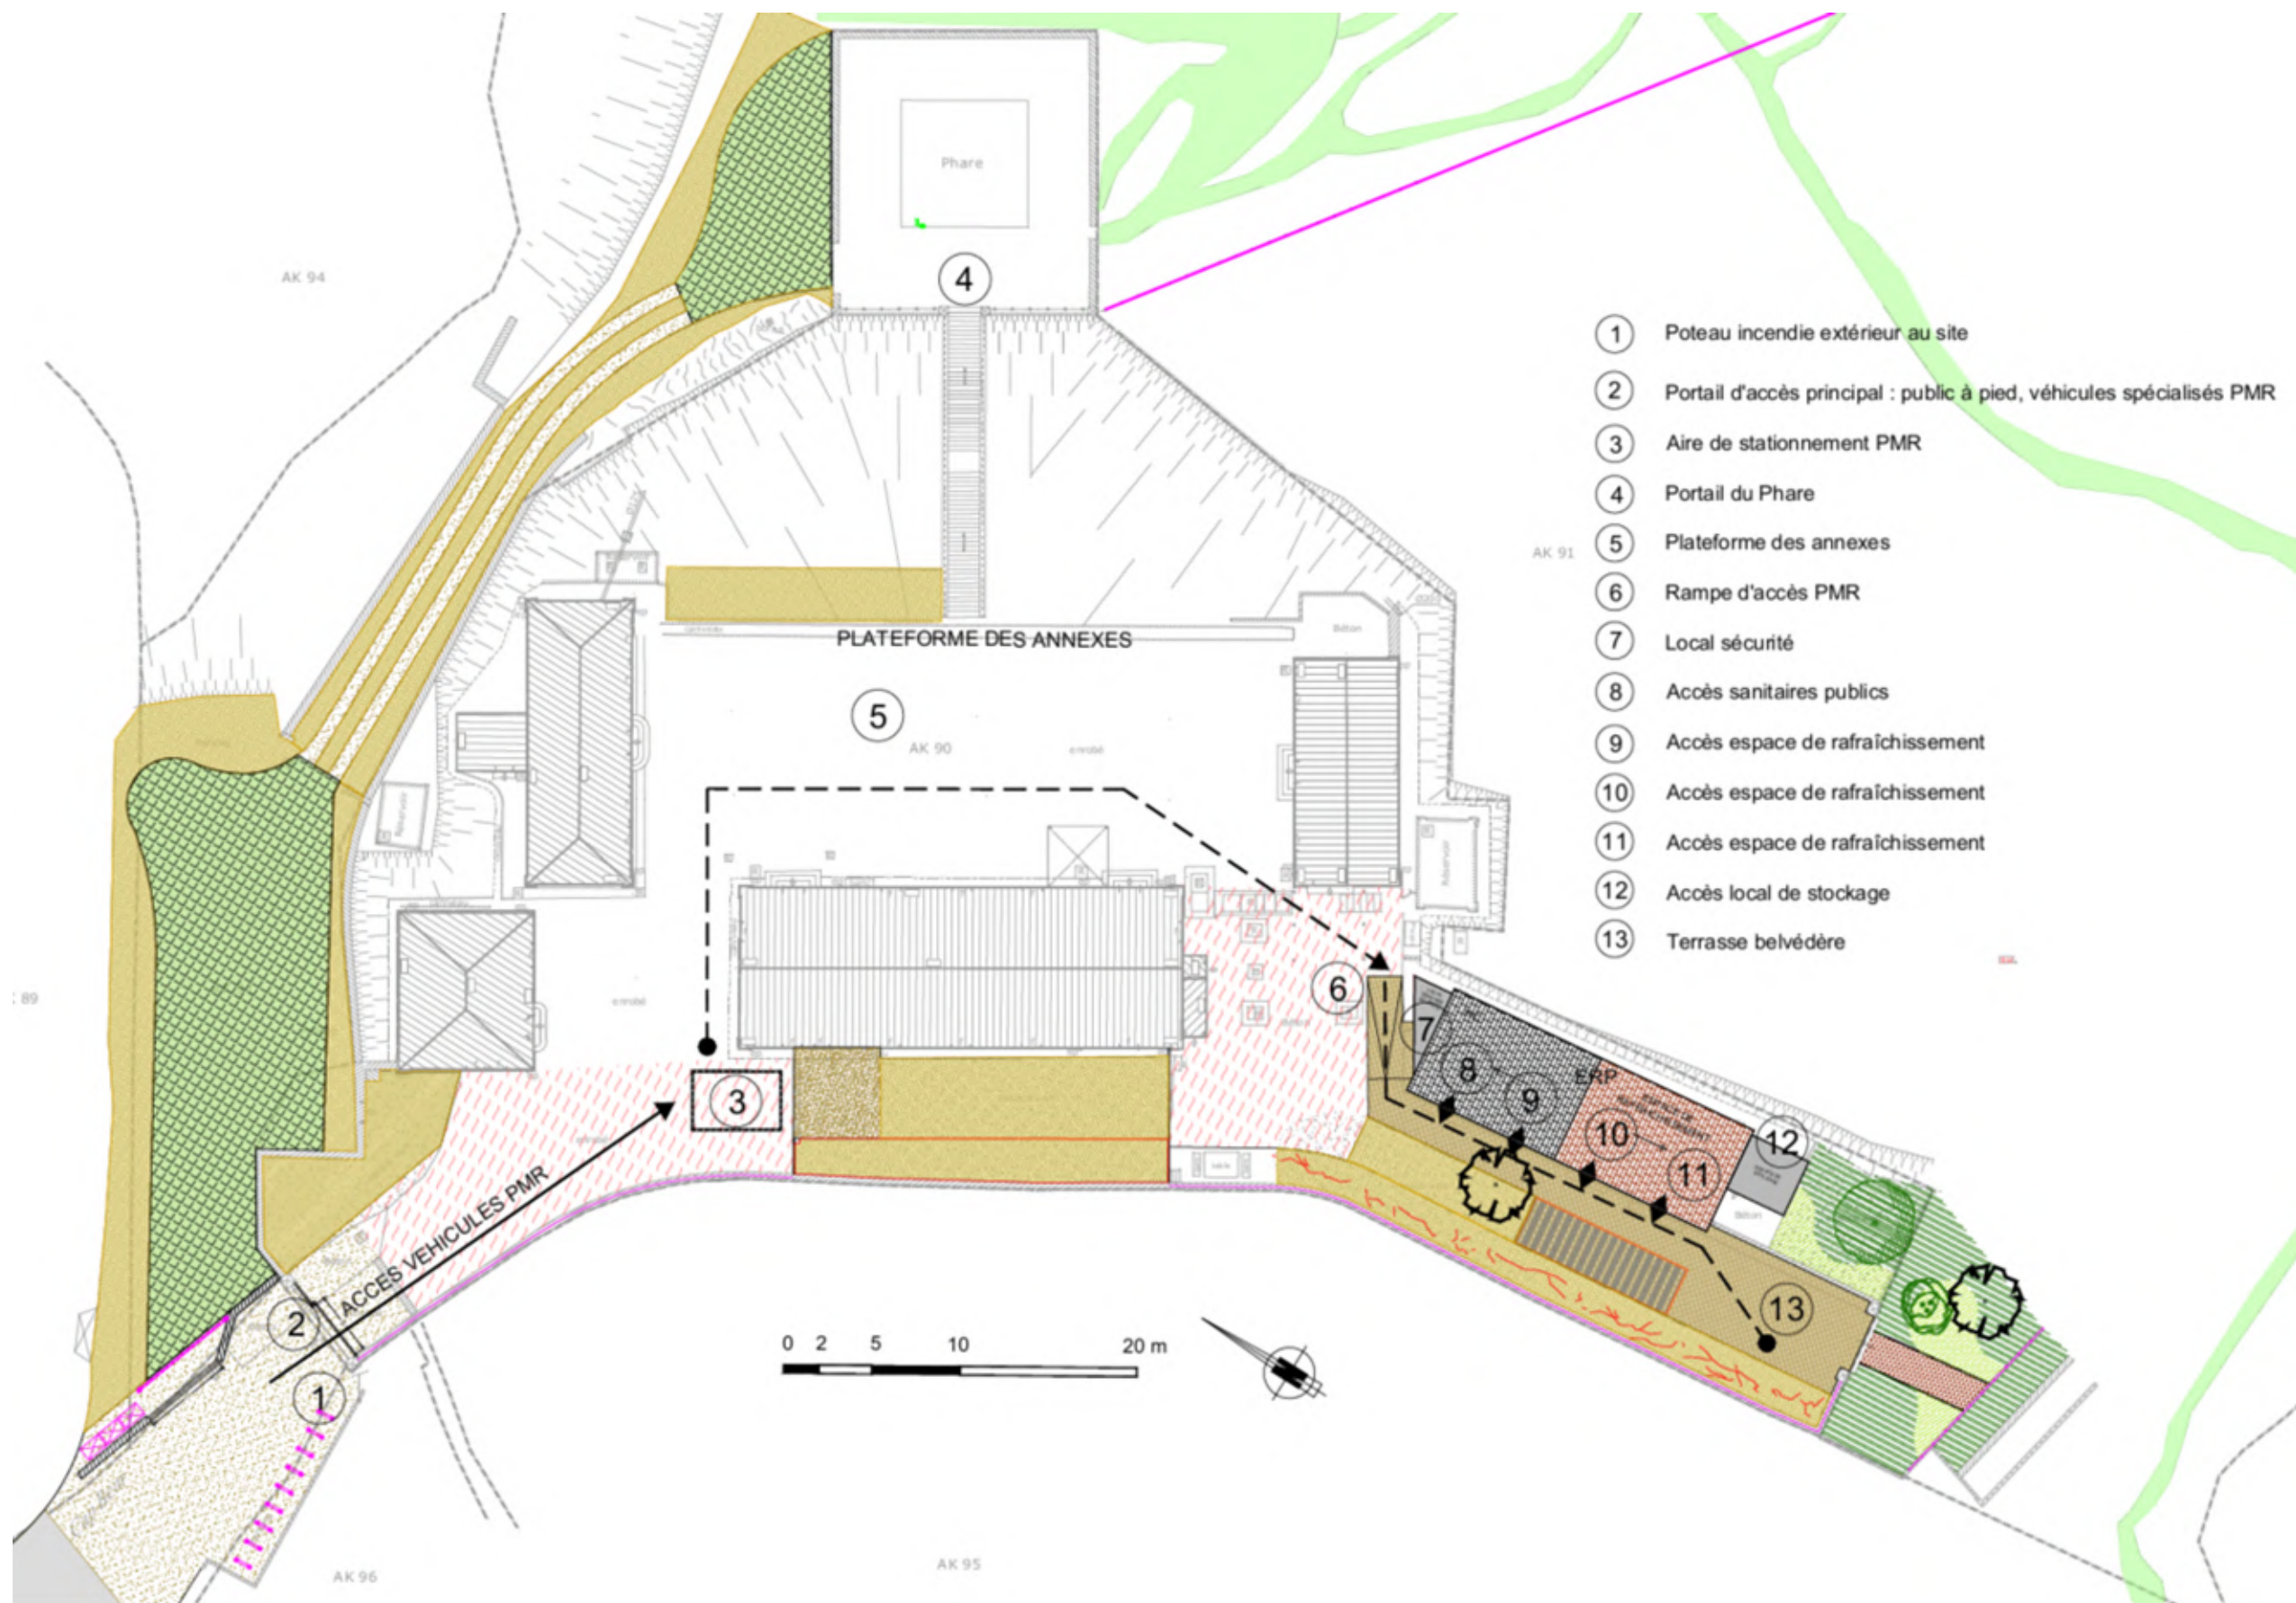 Phare
4
AK 94
1 Poteau incendie extérieur au site
2 Portail d'accès principal : public à pied, véhicules spécialisés PMR
3 Aire de stationnement PMR
4 Portail du Phare
5 Plateforme des annexes
6 Rampe d'accès PMR
7 Local sécurité
8 Accès sanitaires publics
9 Accès espace de rafraîchissement
10 Accès espace de rafraîchissement
11 Accès espace de rafraîchissement
12 Accès local de stockage
13 Terrasse belvédère
AK 91
Béton
PLATEFORME DES ANNEXES
5
AK 90
enrobé
Réservoir
Réservoir
: 89
enrobé
6
7
8
9
ERP
10
11
12
3
Béton
ACCES VEHICULES PMR
2
13
1
0 2 5 10 20 m
AK 95
AK 96